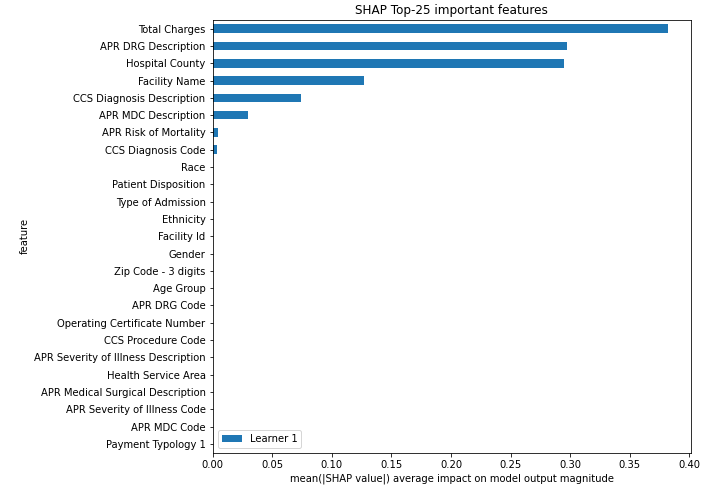 SHAP Top-25 important features
Total Charges
APR DRG Description
Hospital County
Facility Name
CCS Diagnosis Description
APR MDC Description
APR Risk of Mortality
CCS Diagnosis Code
Race
Patient Disposition
Type of Admission
Ethnicity
Facility Id
Gender
Zip Code - 3 digits
Age Group
APR DRG Code
Operating Certificate Number
CCS Procedure Code
APR Severity of Illness Description
Health Service Area
APR Medical Surgical Description
APR Severity of Illness Code
APR MDC Code
Payment Typology 1
feature
Learner 1
0.00 0.05 0.10 0.15 0.20 0.25 0.30 0.35 0.40
mean(|SHAP value|) average impact on model output magnitude